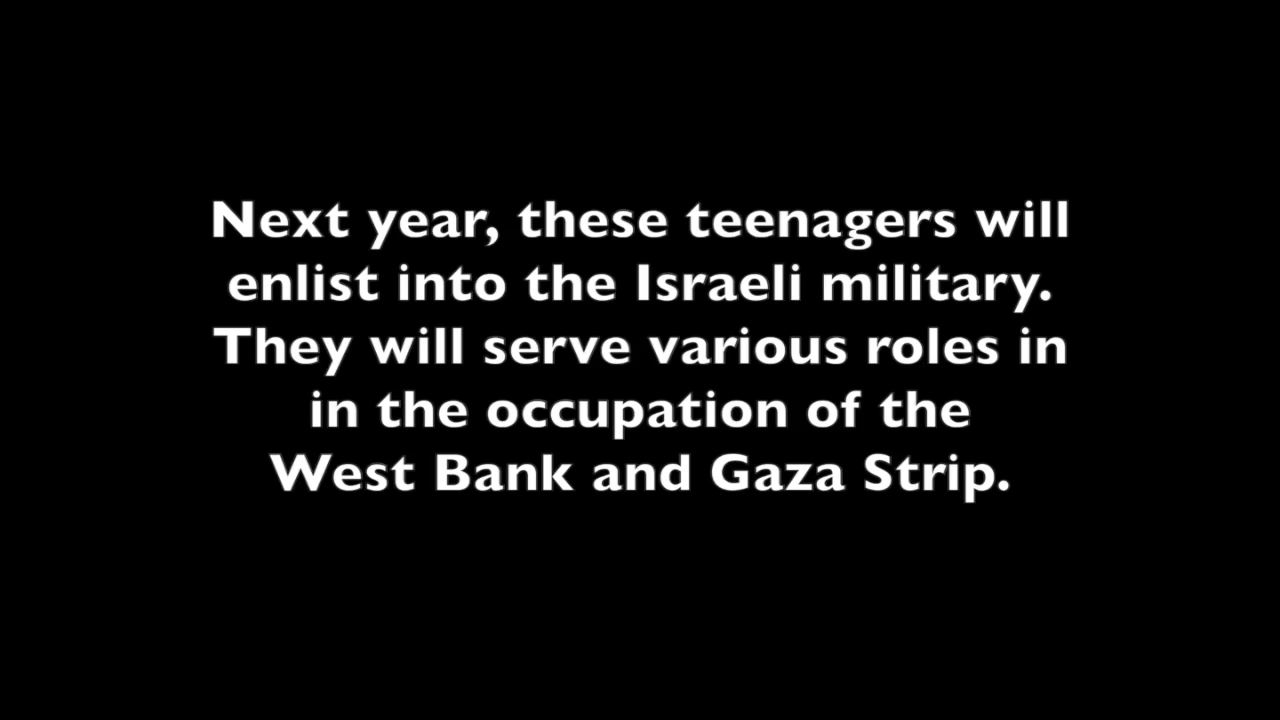 Next year, these teenagers will
enlist into the Israeli military.
They will serve various roles in
in the occupation of the
West Bank and Gaza Strip.